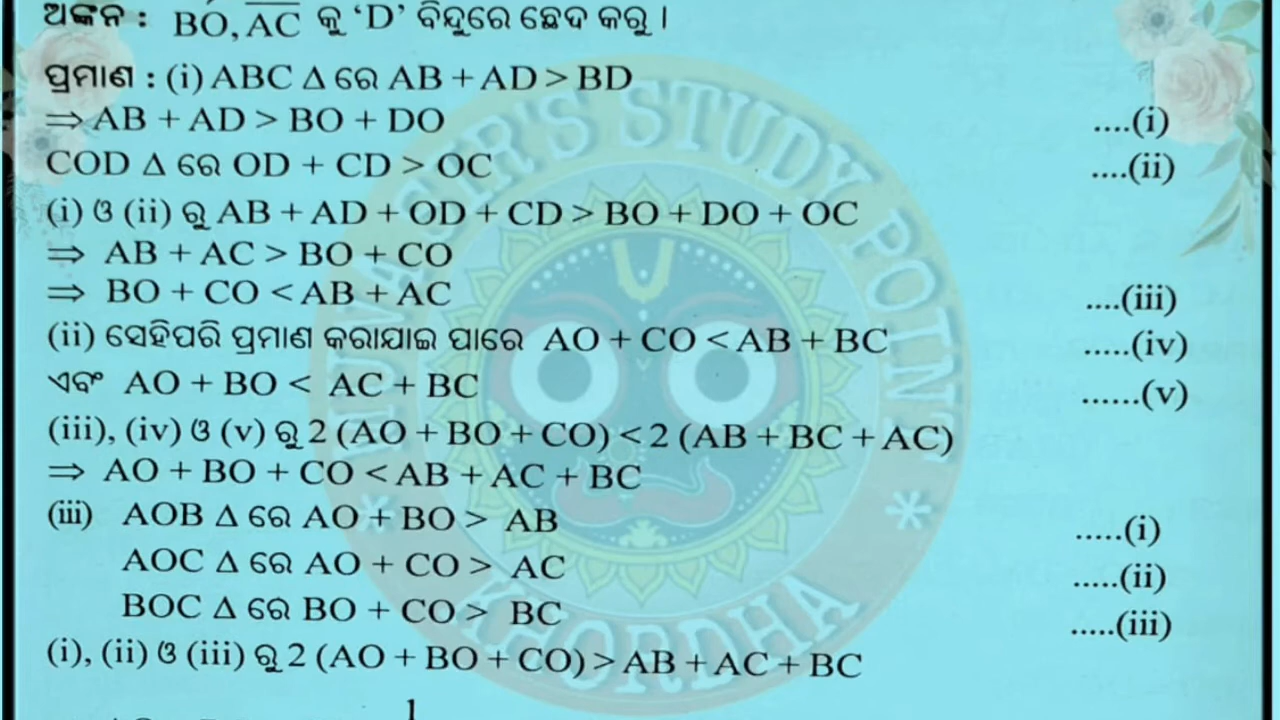 ଅଙ୍କନ : BO, AC କୁ ‘D’ ବିନ୍ଦୁରେ ଛେଦ କରୁ ।
ପ୍ରମାଣ : (i) ABC Δ ରେ AB + AD > BD
⇒ AB + AD > BO + DO ....(i)
COD Δ ରେ OD + CD > OC ....(ii)
(i) ଓ (ii) ରୁ AB + AD + OD + CD > BO + DO + OC
⇒ AB + AC > BO + CO
⇒ BO + CO < AB + AC ....(iii)
(ii) ସେହିପରି ପ୍ରମାଣ କରାଯାଇ ପାରେ AO + CO < AB + BC .....(iv)
ଏବଂ AO + BO < AC + BC ......(v)
(iii), (iv) ଓ (v) ରୁ 2 (AO + BO + CO) < 2 (AB + BC + AC)
⇒ AO + BO + CO < AB + AC + BC
(iii) AOB Δ ରେ AO + BO > AB .....(i)
AOC Δ ରେ AO + CO > AC .....(ii)
BOC Δ ରେ BO + CO > BC .....(iii)
(i), (ii) ଓ (iii) ରୁ 2 (AO + BO + CO) > AB + AC + BC
1
STUDY POINT
KHORDHA